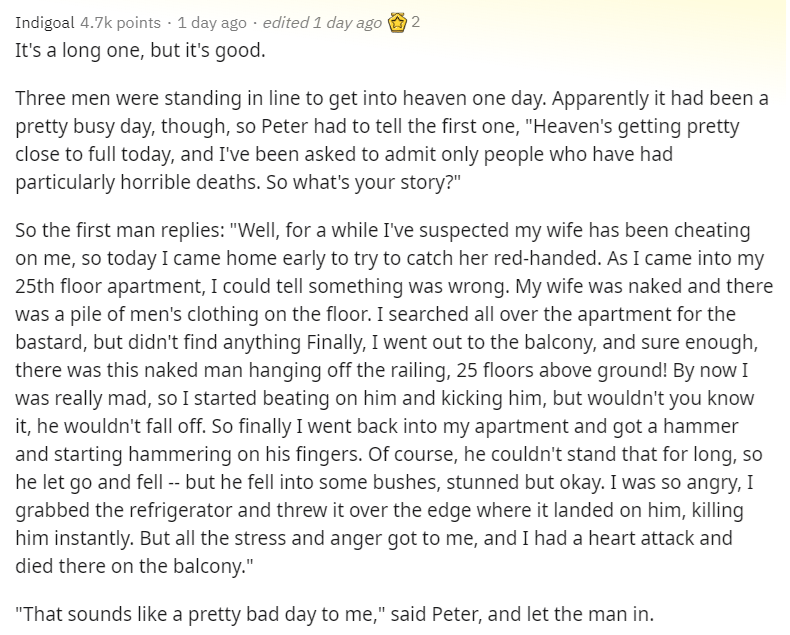 Indigoal 4.7k points · 1 day ago · edited 1 day ago 2
It's a long one, but it's good.
Three men were standing in line to get into heaven one day. Apparently it had been a
pretty busy day, though, so Peter had to tell the first one, "Heaven's getting pretty
close to full today, and I've been asked to admit only people who have had
particularly horrible deaths. So what's your story?"
So the first man replies: "Well, for a while I've suspected my wife has been cheating
on me, so today I came home early to try to catch her red-handed. As I came into my
25th floor apartment, I could tell something was wrong. My wife was naked and there
was a pile of men's clothing on the floor. I searched all over the apartment for the
bastard, but didn't find anything Finally, I went out to the balcony, and sure enough,
there was this naked man hanging off the railing, 25 floors above ground! By now I
was really mad, so I started beating on him and kicking him, but wouldn't you know
it, he wouldn't fall off. So finally I went back into my apartment and got a hammer
and starting hammering on his fingers. Of course, he couldn't stand that for long, so
he let go and fell -- but he fell into some bushes, stunned but okay. I was so angry, I
grabbed the refrigerator and threw it over the edge where it landed on him, killing
him instantly. But all the stress and anger got to me, and I had a heart attack and
died there on the balcony."
"That sounds like a pretty bad day to me," said Peter, and let the man in.